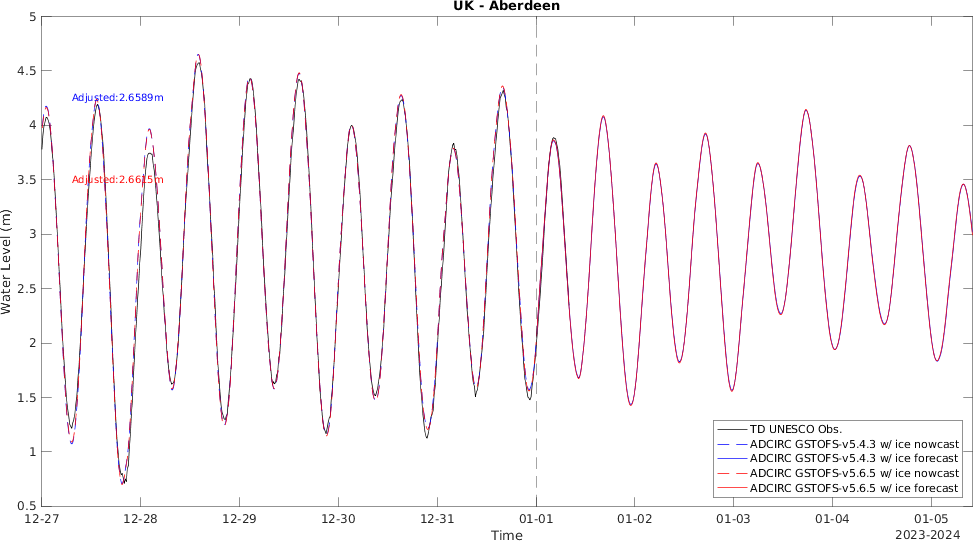 UK - Aberdeen
5
4.5
4
3.5
3
2.5
2
1.5
1
0.5
Water Level (m)
Adjusted:2.6589m
Adjusted:2.6615m
TD UNESCO Obs.
ADCIRC GSTOFS-v5.4.3 w/ ice nowcast
ADCIRC GSTOFS-v5.4.3 w/ ice forecast
ADCIRC GSTOFS-v5.6.5 w/ ice nowcast
ADCIRC GSTOFS-v5.6.5 w/ ice forecast
12-27 12-28 12-29 12-30 12-31 01-01 01-02 01-03 01-04 01-05
Time
2023-2024